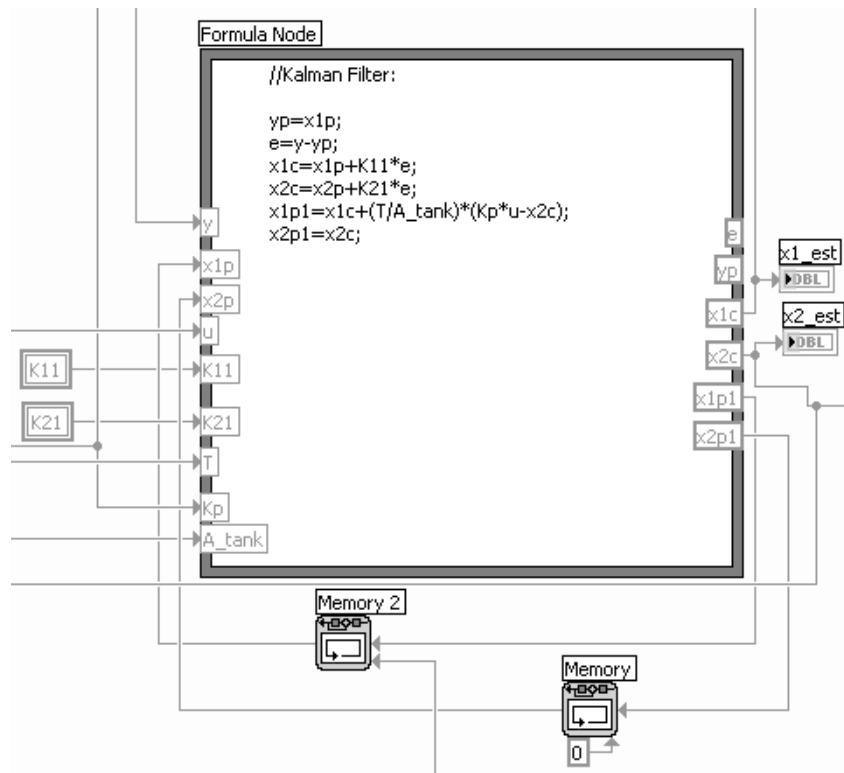 Formula Node
//Kalman Filter:
yp=x1p;
e=y-yp;
x1c=x1p+K11*e;
x2c=x2p+K21*e;
x1p1=x1c+(T/A_tank)*(Kp*u-x2c);
x2p1=x2c;
y
x1p
x2p
u
K11
K11
K21
K21
T
Kp
A_tank
e
yp
x1c
x2c
x1p1
x2p1
x1_est
DBL
x2_est
DBL
Memory 2
Memory
0